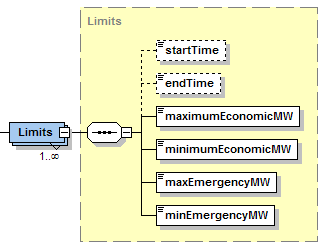 Limits
startTime
endTime
maximumEconomicMW
Limits
minimumEconomicMW
1..∞
maxEmergencyMW
minEmergencyMW